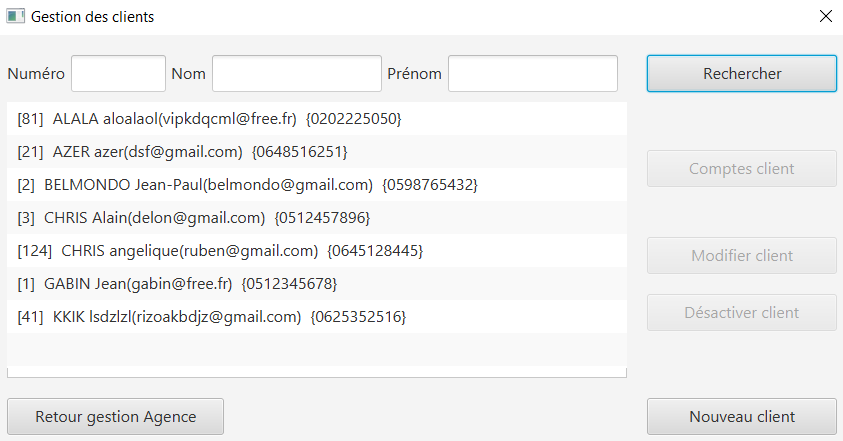 Gestion des clients
Numéro Nom Prénom Rechercher
[81] ALALA aloalaol(vipkdqcml@free.fr) {0202225050}
[21] AZER azer(dsf@gmail.com) {0648516251}
Comptes client
[2] BELMONDO Jean-Paul(belmondo@gmail.com) {0598765432}
[3] CHRIS Alain(delon@gmail.com) {0512457896}
[124] CHRIS angelique(ruben@gmail.com) {0645128445}
Modifier client
[1] GABIN Jean(gabin@free.fr) {0512345678}
Désactiver client
[41] KKIK lsdzlzl(rizoakbdjz@gmail.com) {0625352516}
Retour gestion Agence
Nouveau client